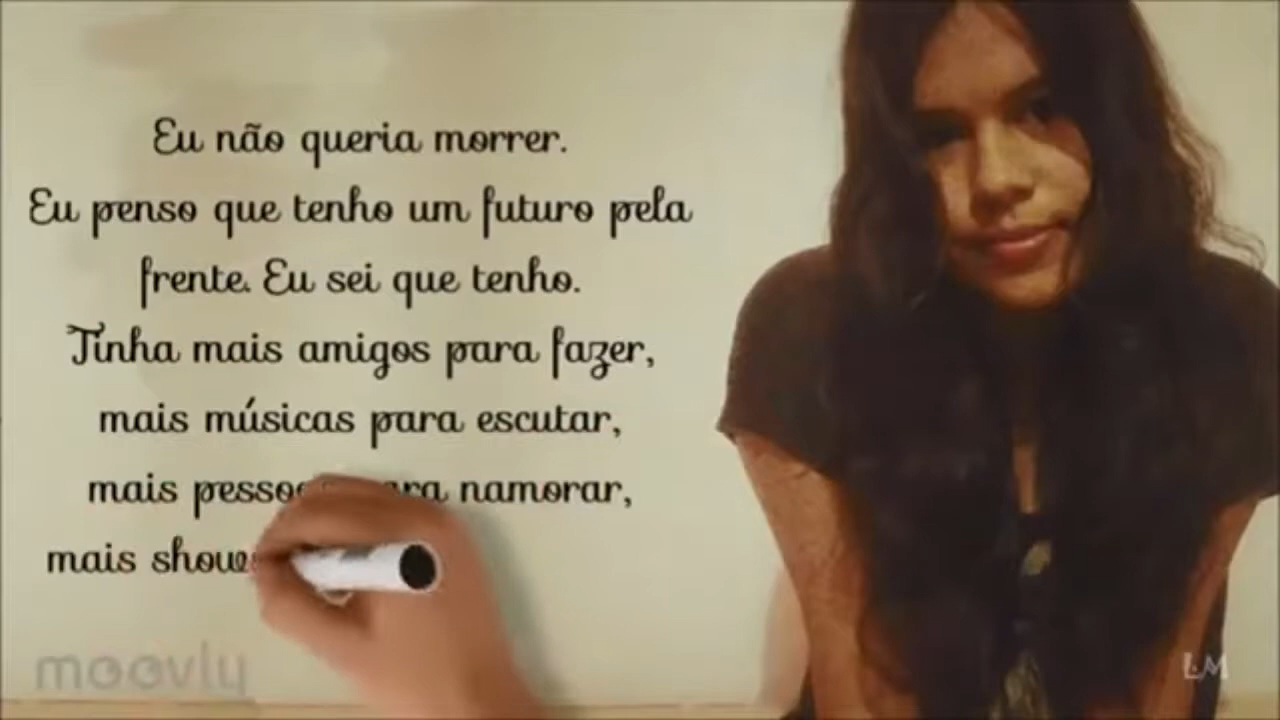 Eu não queria morrer.
Eu penso que tenho um futuro pela
frente. Eu sei que tenho.
Tinha mais amigos para fazer,
mais músicas para escutar,
mais namorar,
mais
moovly
LM